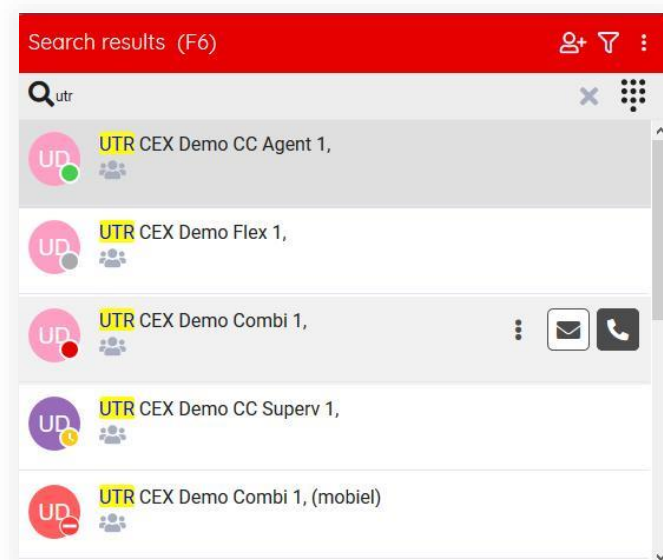 Search results (F6)
utr
UD UTR CEX Demo CC Agent 1,
UD UTR CEX Demo Flex 1,
UD UTR CEX Demo Combi 1,
UD UTR CEX Demo CC Superv 1,
UD UTR CEX Demo Combi 1, (mobiel)